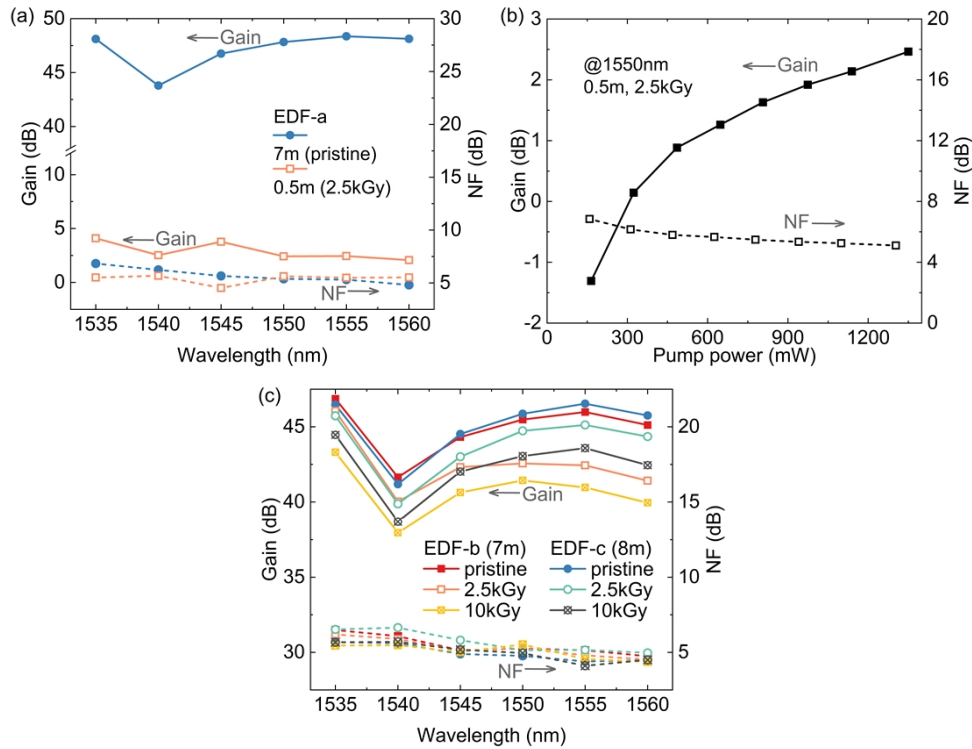 (a)
50
45
40
10
5
0
Gain (dB)
Gain
EDF-a
7m (pristine)
0.5m (2.5kGy)
Gain
NF
30
25
20
15
10
5
NF (dB)
1535 1540 1545 1550 1555 1560
Wavelength (nm)
(b)
3
2
1
0
-1
-2
Gain (dB)
@1550nm
0.5m, 2.5kGy
Gain
NF
20
16
12
8
4
0
NF (dB)
0 300 600 900 1200
Pump power (mW)
(c)
45
40
35
30
Gain (dB)
Gain
EDF-b (7m) EDF-c (8m)
pristine pristine
2.5kGy 2.5kGy
10kGy 10kGy
NF
20
15
10
5
NF (dB)
1535 1540 1545 1550 1555 1560
Wavelength (nm)